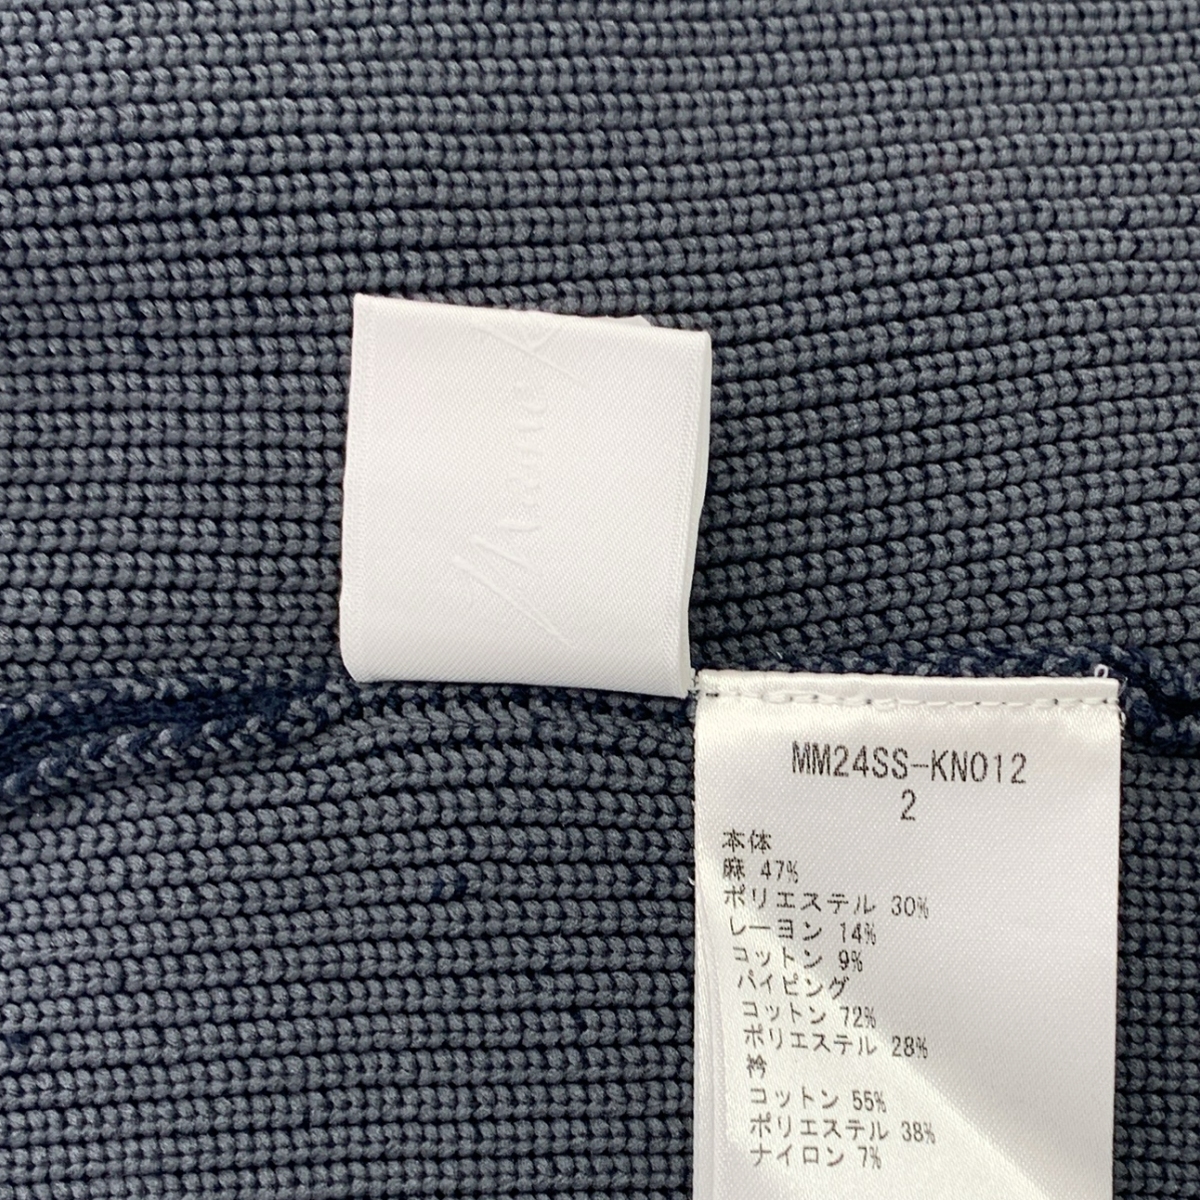 MM24SS-KN012
2
本体
麻 47%
ポリエステル 30%
レーヨン 14%
コットン 9%
パイピング
コットン 72%
ポリエステル 28%
衿
コットン 55%
ポリエステル 38%
ナイロン 7%